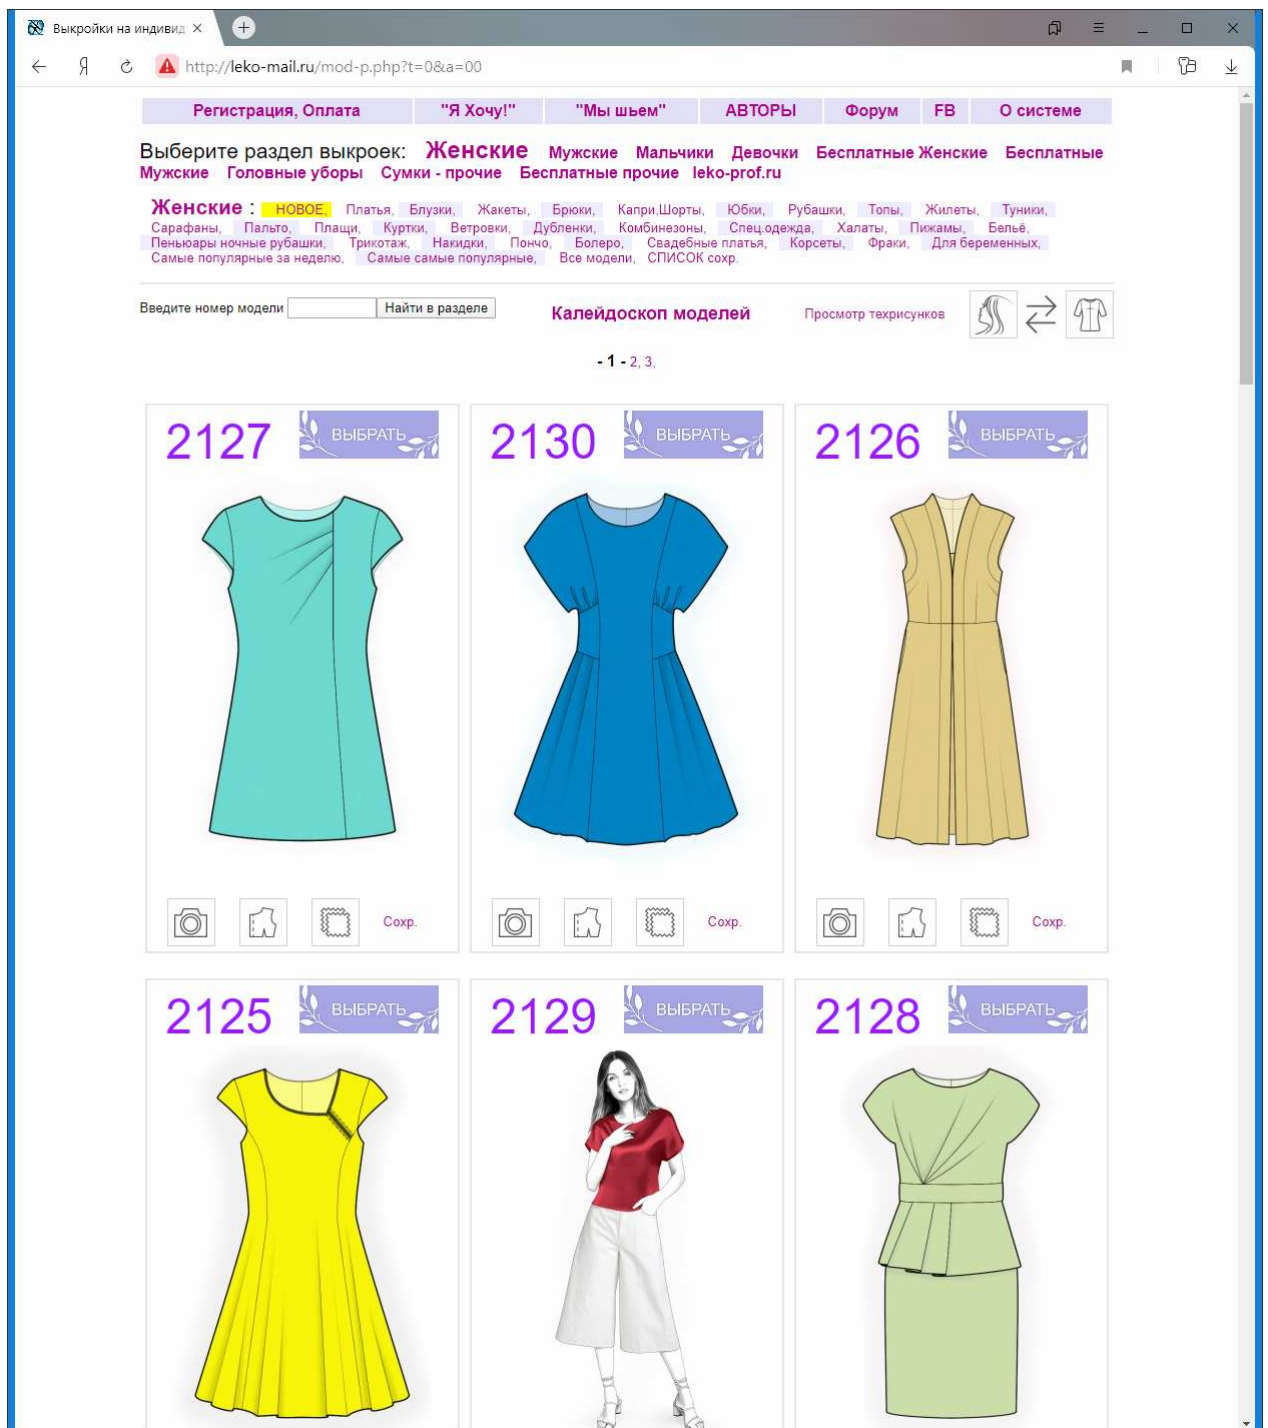 Выкройки на индивид
http://leko-mail.ru/mod-p.php?t=0&a=00
Регистрация, Оплата "Я Хочу!" "Мы шьем" АВТОРЫ Форум FB О системе
Выберите раздел выкроек: Женские Мужские Мальчики Девочки Бесплатные Женские Бесплатные
Мужские Головные уборы Сумки - прочие Бесплатные прочие leko-prof.ru
Женские : НОВОЕ, Платья, Блузки, Жакеты, Брюки, Капри,Шорты, Юбки, Рубашки, Топы, Жилеты, Туники,
Сарафаны, Пальто, Плащи, Куртки, Ветровки, Дубленки, Комбинезоны, Спец.одежда, Халаты, Пижамы, Бельё,
Пеньюары ночные рубашки, Трикотаж, Накидки, Пончо, Болеро, Свадебные платья, Корсеты, Фраки, Для беременных,
Самые популярные за неделю, Самые самые популярные, Все модели, СПИСОК сохр.
Введите номер модели Найти в разделе Калейдоскоп моделей Просмотр техрисунков
- 1 - 2, 3,
2127 ВЫБРАТЬ 2130 ВЫБРАТЬ 2126 ВЫБРАТЬ
Сохр. Сохр. Сохр.
2125 ВЫБРАТЬ 2129 ВЫБРАТЬ 2128 ВЫБРАТЬ